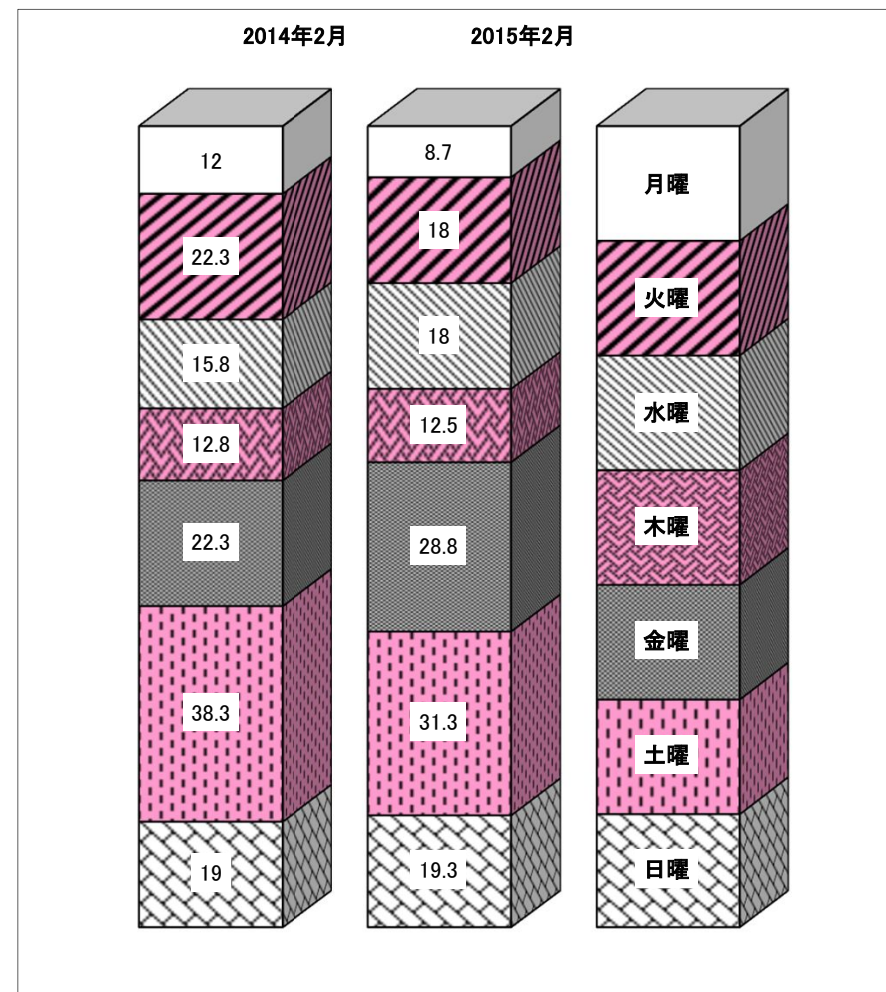 2014年2月 2015年2月
12 8.7 月曜
22.3 18 火曜
15.8 18 水曜
12.8 12.5 木曜
22.3 28.8 金曜
38.3 31.3 土曜
19 19.3 日曜